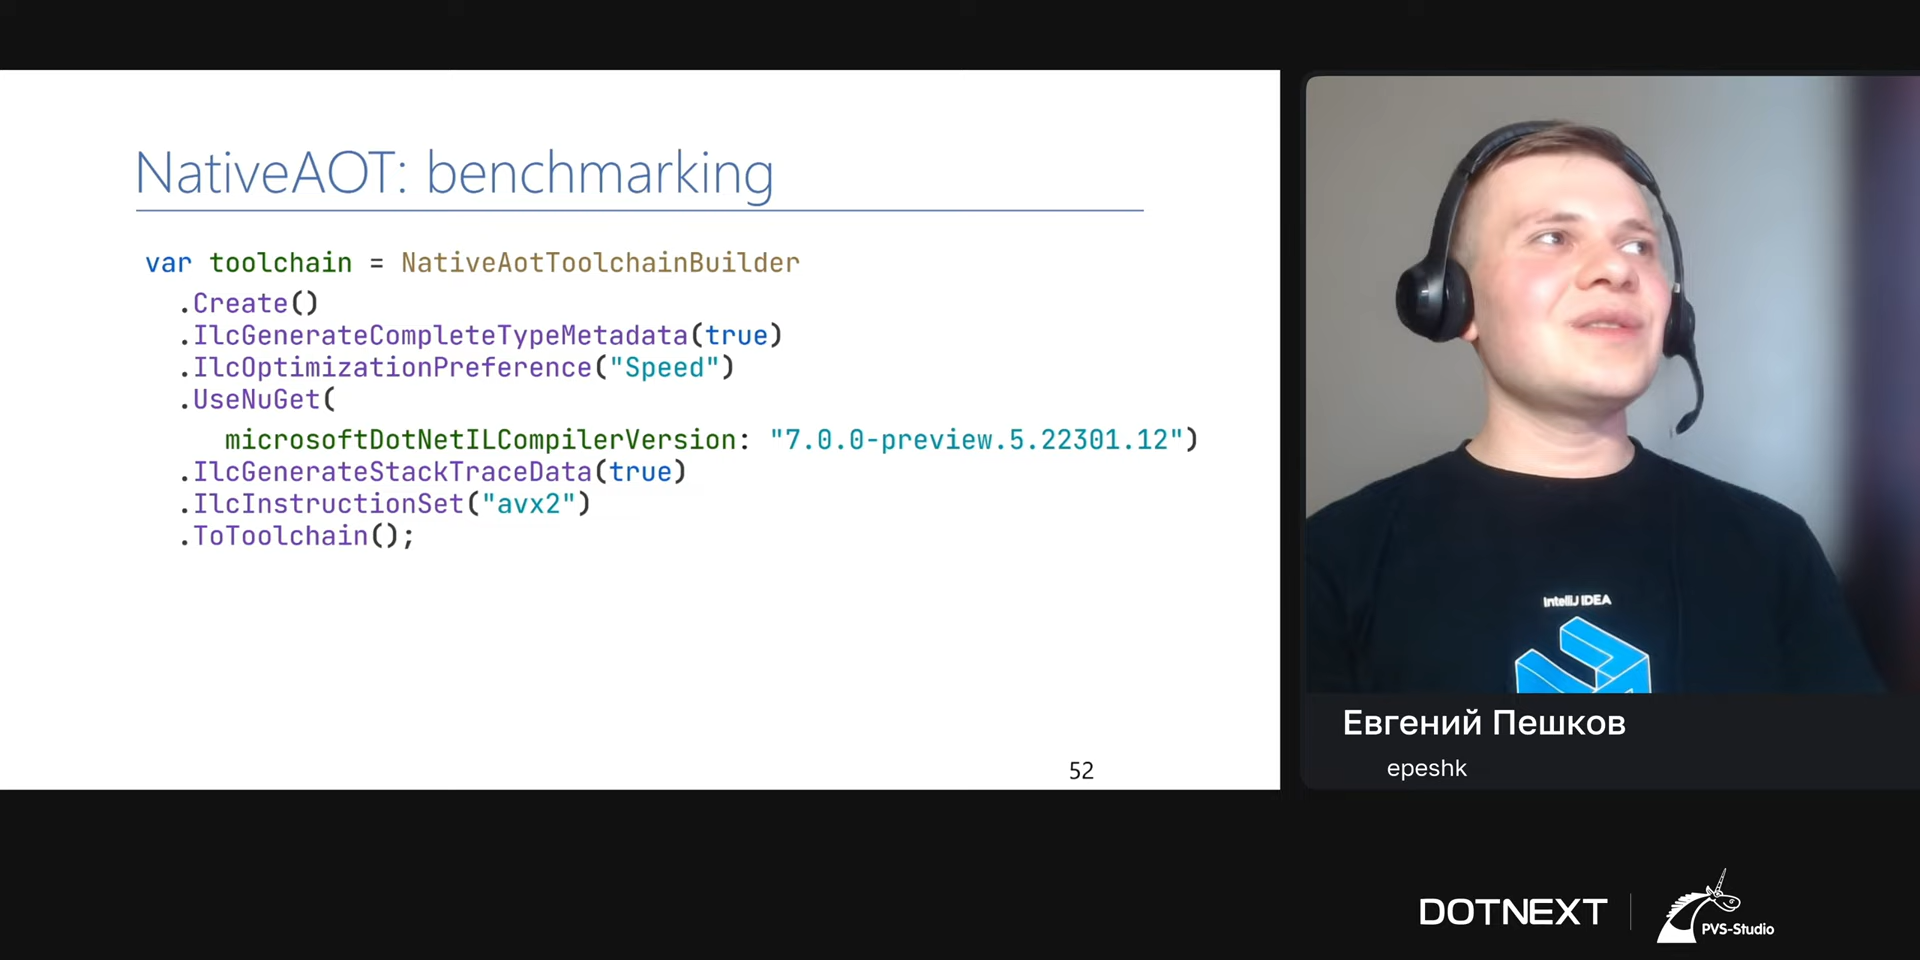 NativeAOT: benchmarking
var toolchain = NativeAotToolchainBuilder
.Create()
.IlcGenerateCompleteTypeMetadata(true)
.IlcOptimizationPreference("Speed")
.UseNuGet(
microsoftDotNetILCompilerVersion: "7.0.0-preview.5.22301.12")
.IlcGenerateStackTraceData(true)
.IlcInstructionSet("avx2")
.ToToolchain();
52
IntelliJ IDEA
Евгений Пешков
epeshk
DOTNEXT
PVS-Studio